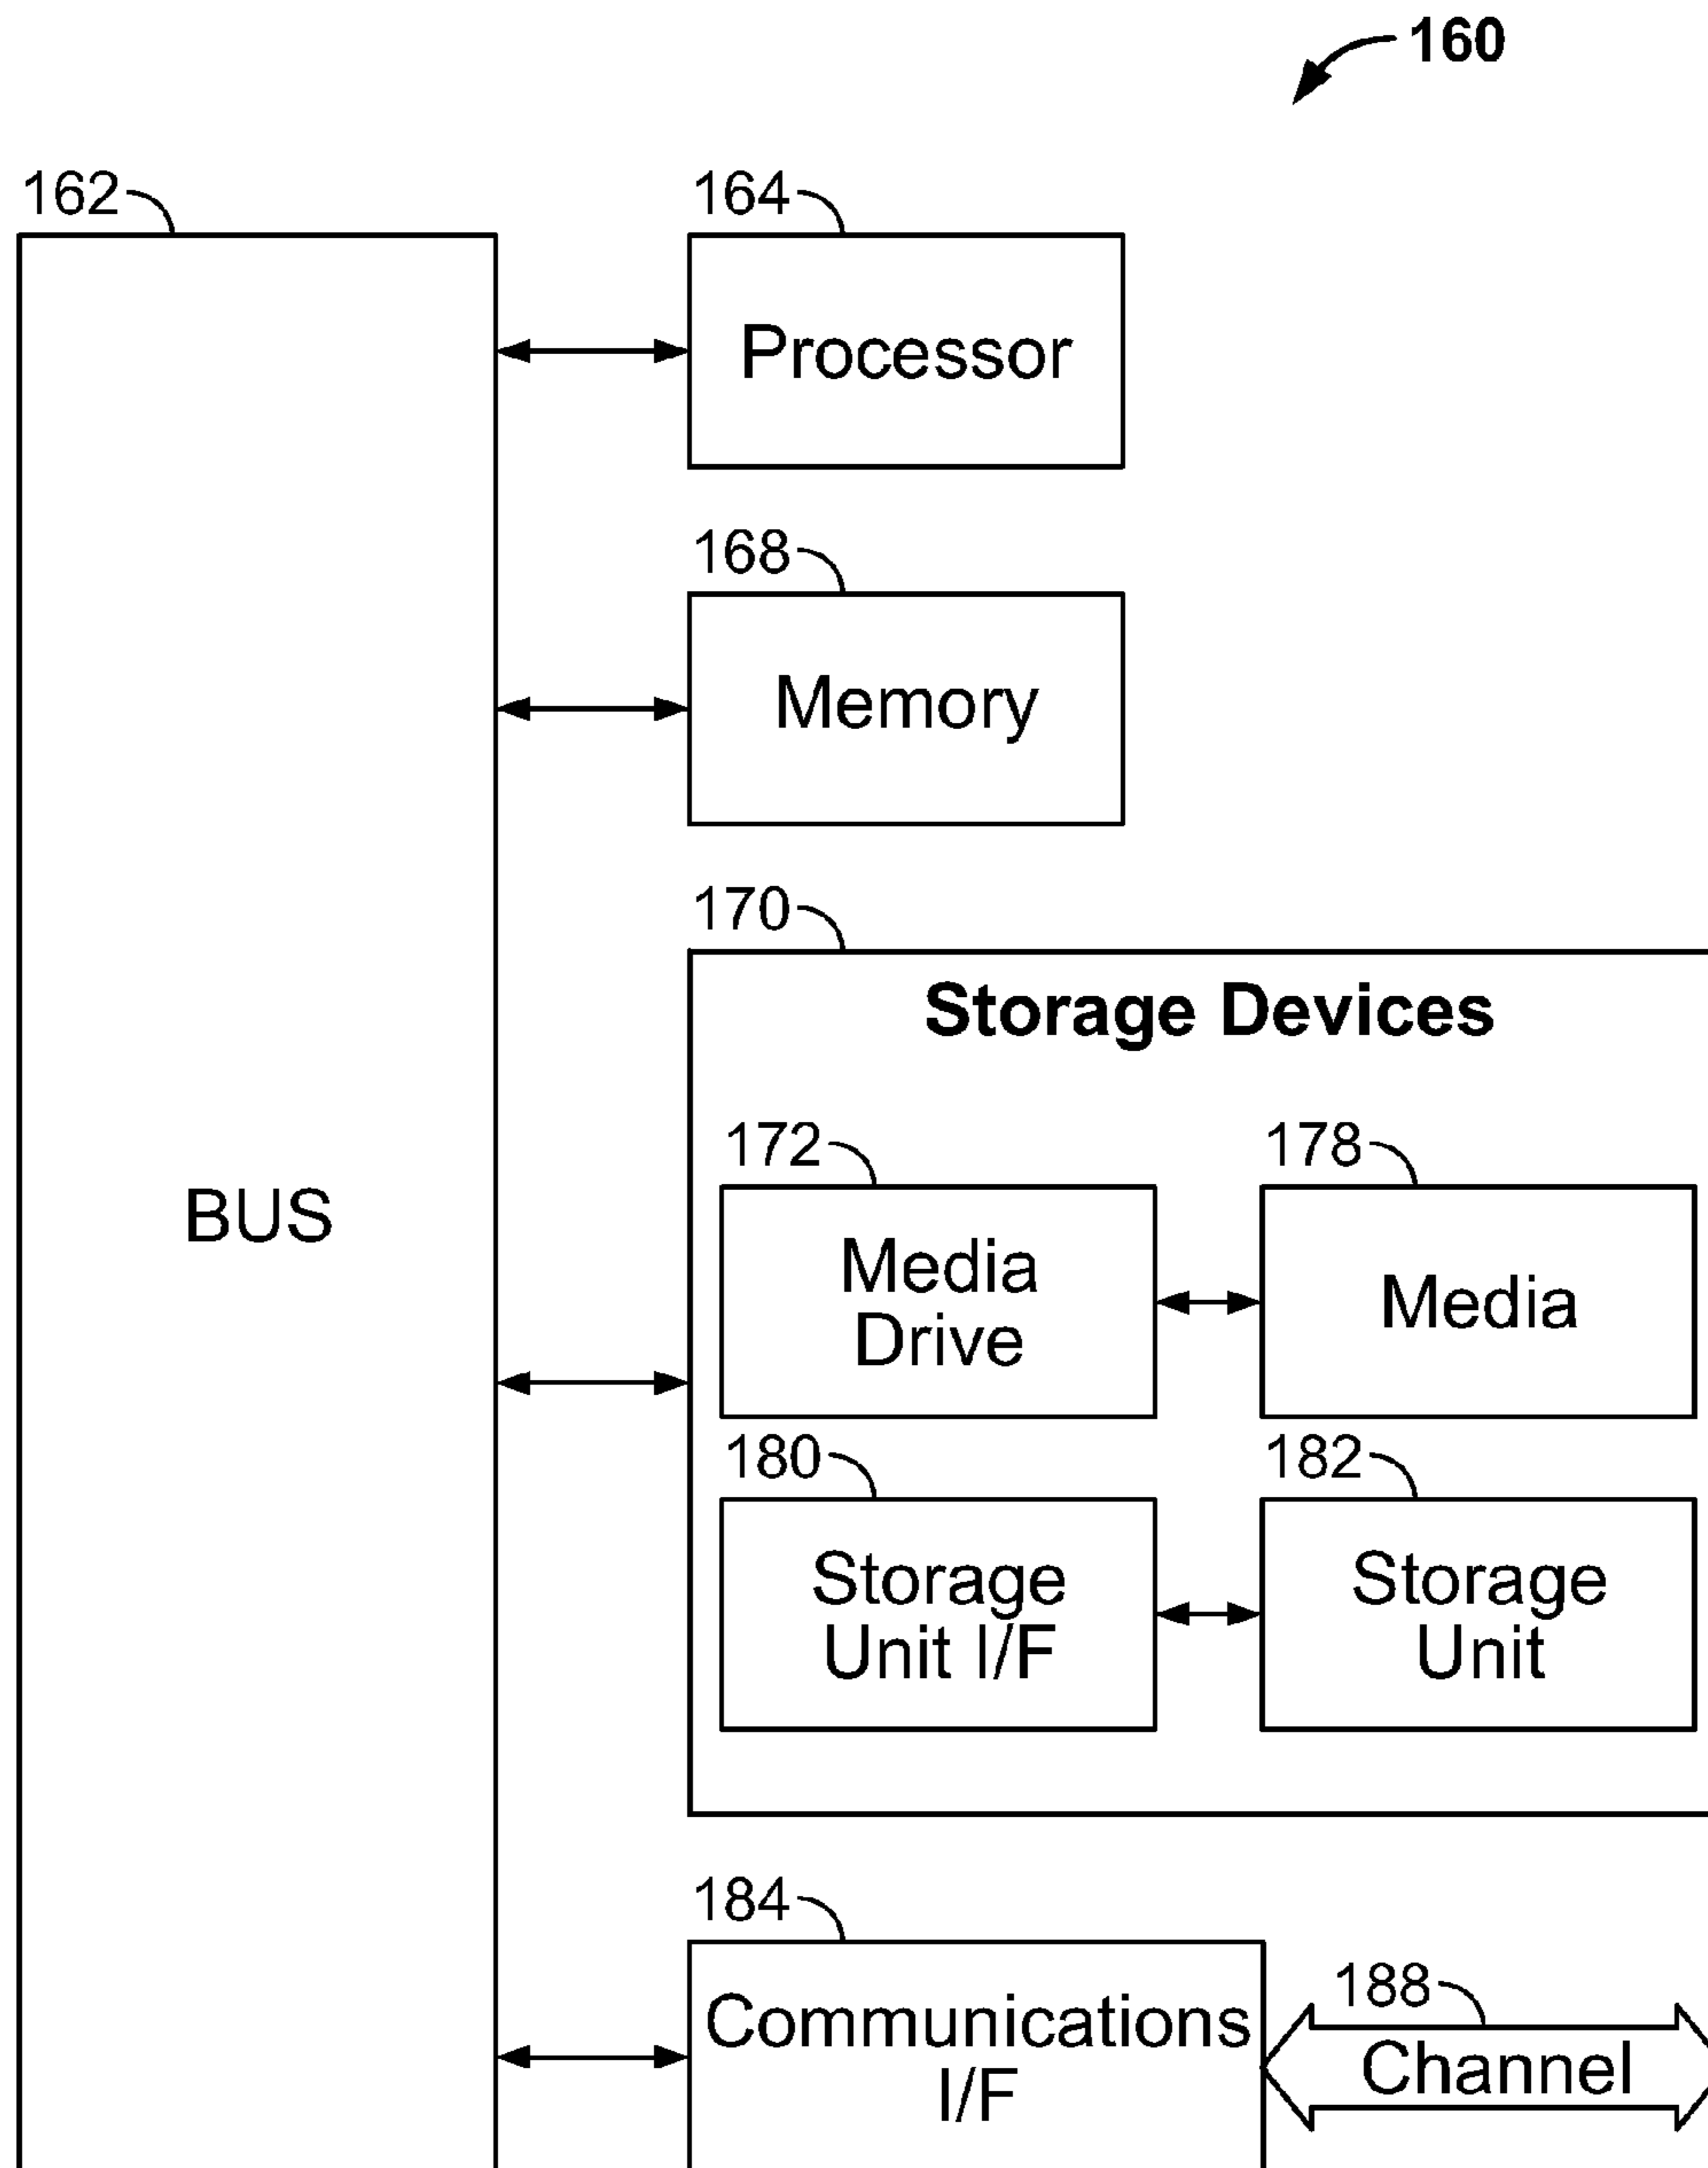 160
162
164
Processor
168
Memory
170
Storage Devices
172
178
BUS
Media
Drive
Media
180
182
Storage
Unit I/F
Storage
Unit
184
188
Communications
I/F
Channel